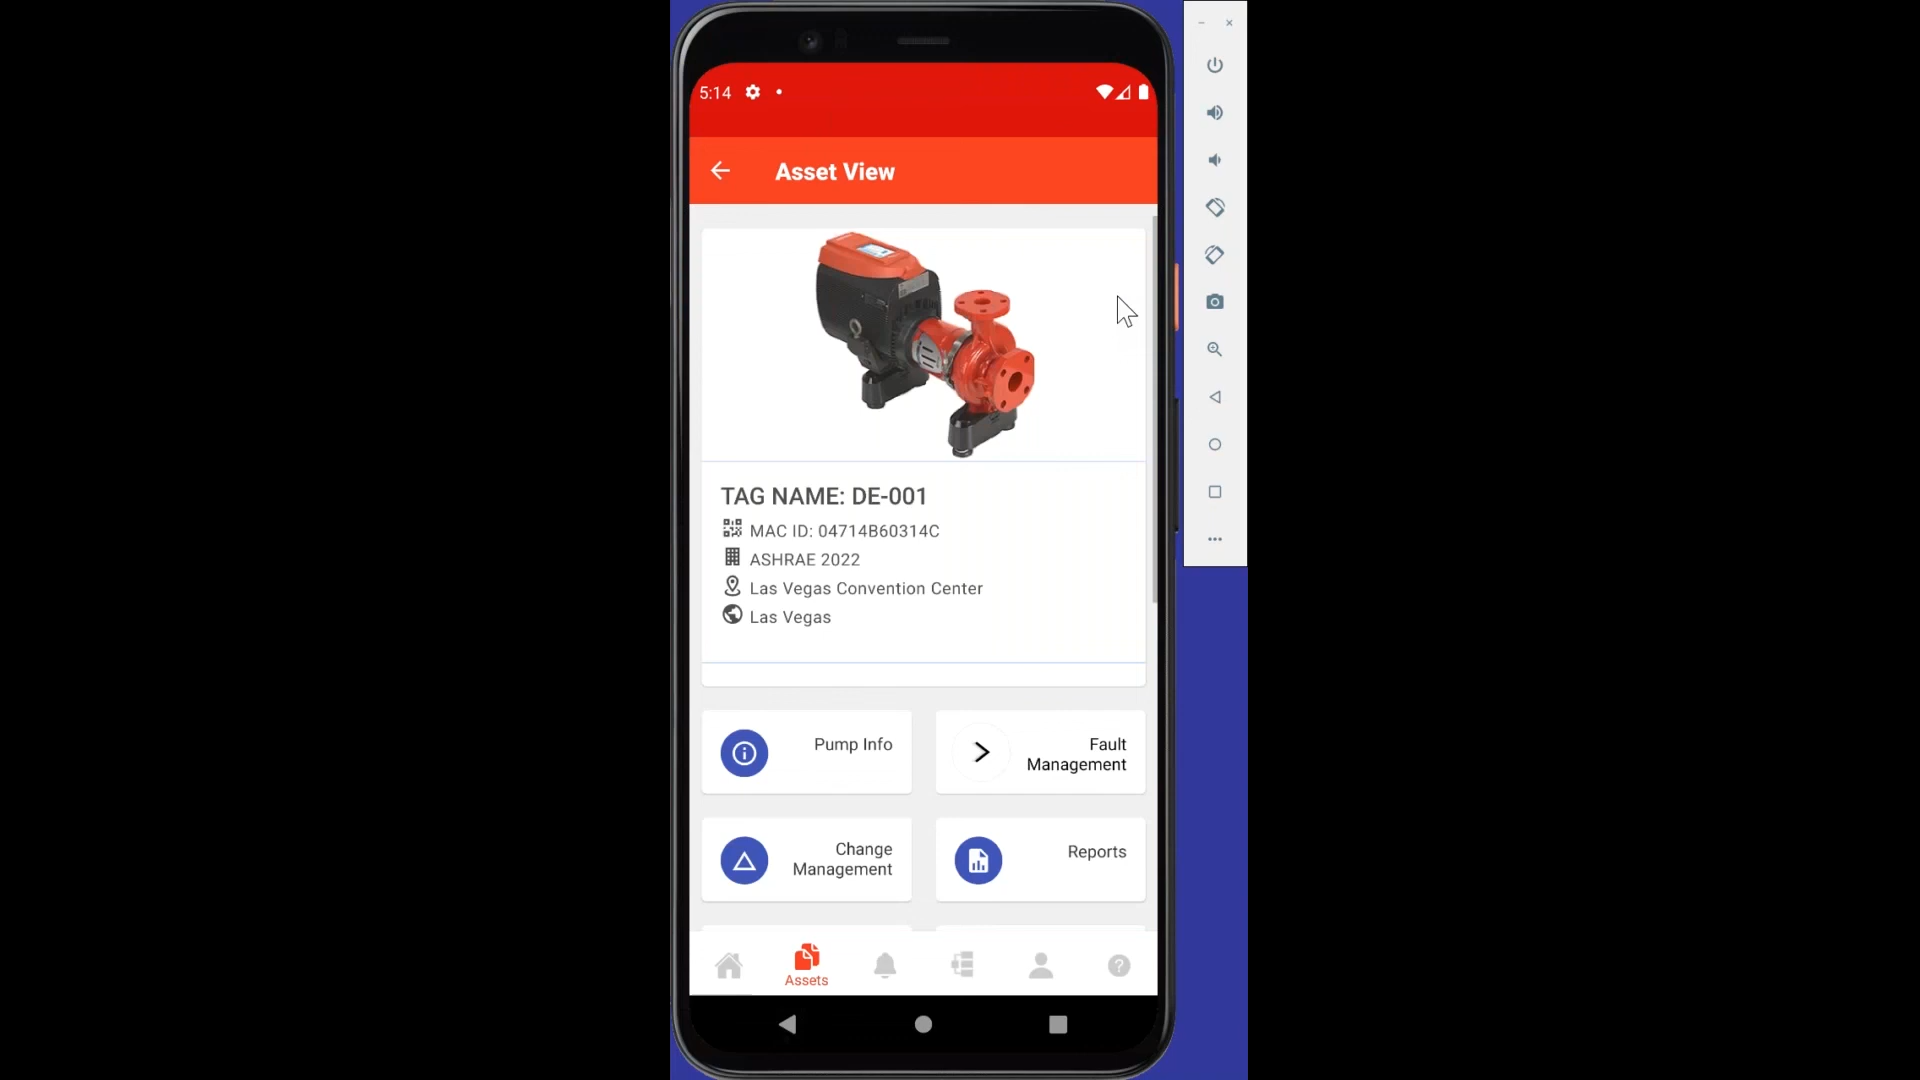 5:14
Asset View
TAG NAME: DE-001
MAC ID: 04714B60314C
ASHRAE 2022
Las Vegas Convention Center
Las Vegas
Pump Info
Fault
Management
Change
Management
Reports
Assets